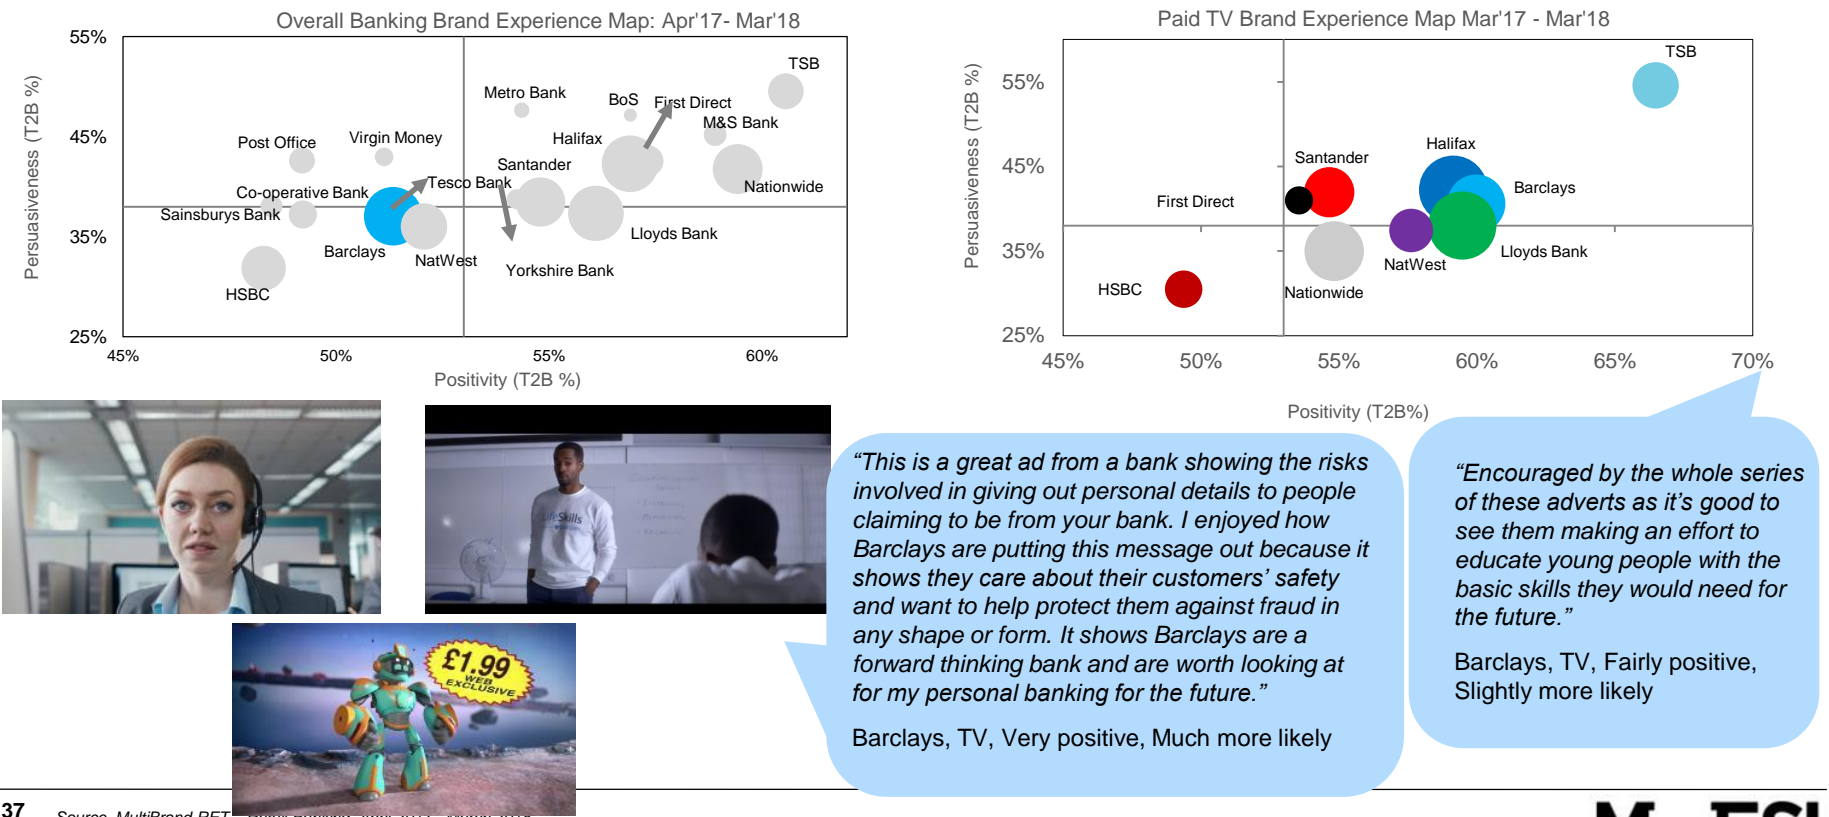 Overall Banking Brand Experience Map: Apr'17- Mar'18
55%
45%
35%
25%
Persuasiveness (T2B %)
TSB
Metro Bank
BoS
First Direct
M&S Bank
Post Office
Virgin Money
Halifax
Santander
Co-operative Bank
Tesco Bank
Nationwide
Sainsburys Bank
Barclays
NatWest
Lloyds Bank
Yorkshire Bank
HSBC
45%
50%
55%
60%
Positivity (T2B %)
Paid TV Brand Experience Map Mar'17 - Mar'18
55%
45%
35%
25%
Persuasiveness (T2B %)
TSB
Halifax
Santander
Barclays
First Direct
Lloyds Bank
NatWest
HSBC
Nationwide
45%
50%
55%
60%
65%
70%
Positivity (T2B%)
LifeSkills
£1.99
WEB
EXCLUSIVE
“This is a great ad from a bank showing the risks
involved in giving out personal details to people
claiming to be from your bank. I enjoyed how
Barclays are putting this message out because it
shows they care about their customers’ safety
and want to help protect them against fraud in
any shape or form. It shows Barclays are a
forward thinking bank and are worth looking at
for my personal banking for the future.”
Barclays, TV, Very positive, Much more likely
“Encouraged by the whole series
of these adverts as it’s good to
see them making an effort to
educate young people with the
basic skills they would need for
the future.”
Barclays, TV, Fairly positive,
Slightly more likely
37
Source: MultiBrand RET